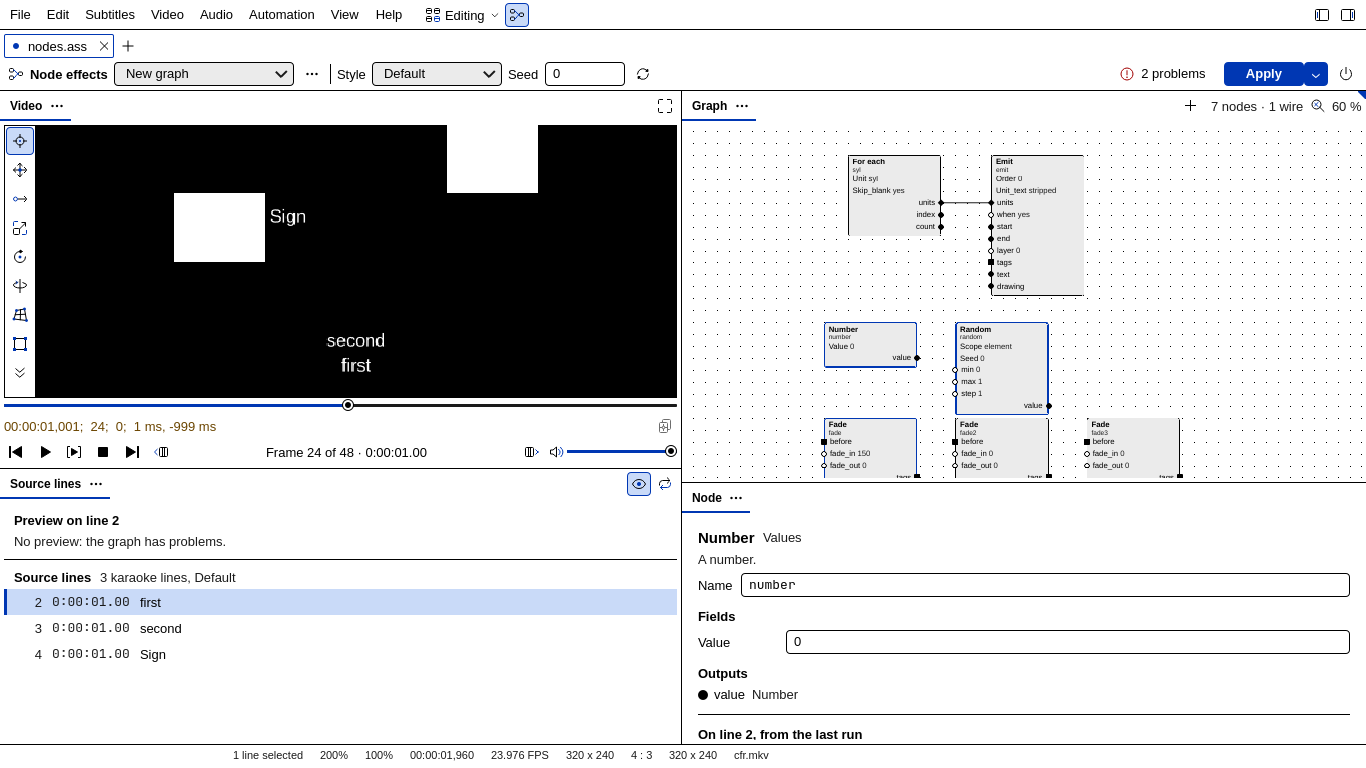 File Edit Subtitles Video Audio Automation View Help Editing
nodes.ass
Node effects New graph Style Default Seed 0 2 problems Apply
Video
Sign
second
first
00:00:01,001; 24; 0; 1 ms, -999 ms
Frame 24 of 48 · 0:00:01.00
Source lines
Preview on line 2
No preview: the graph has problems.
Source lines 3 karaoke lines, Default
2 0:00:01.00 first
3 0:00:01.00 second
4 0:00:01.00 Sign
Graph 7 nodes · 1 wire 60 %
For each
syl
Unit syl
Skip_blank yes
units
index
count
Emit
emit
Order 0
Unit_text stripped
units
when yes
start
end
layer 0
tags
text
drawing
Number
number
Value 0
value
Random
random
Scope element
Seed 0
min 0
max 1
step 1
value
Fade
fade
before
fade_in 150
fade_out 0
tags
Fade
fade2
before
fade_in 0
fade_out 0
tags
Fade
fade3
before
fade_in 0
fade_out 0
tags
Node
Number Values
A number.
Name number
Fields
Value 0
Outputs
value Number
On line 2, from the last run
1 line selected 200% 100% 00:00:01,960 23.976 FPS 320 x 240 4 : 3 320 x 240 cfr.mkv